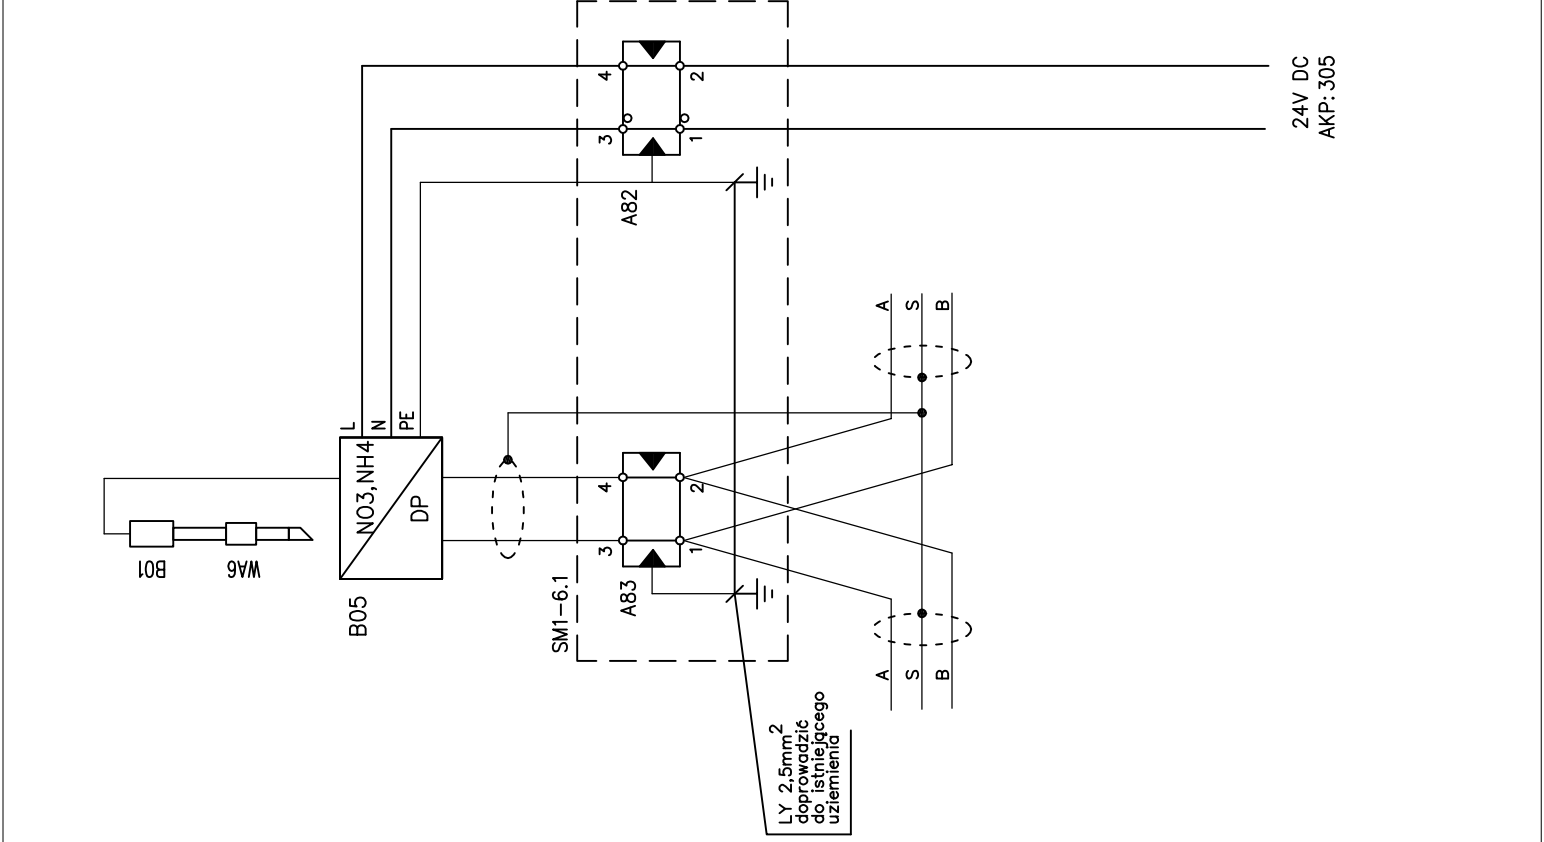 24V DC
AKP:305
4
2
3
1
A82
L
N
PE
NO3,NH4
DP
B05
B01
WA6
4
2
3
1
A83
SM1-6.1
A
S
B
A
S
B
LY 2,5mm2
doprowadzić
do istniejącego
uziemienia